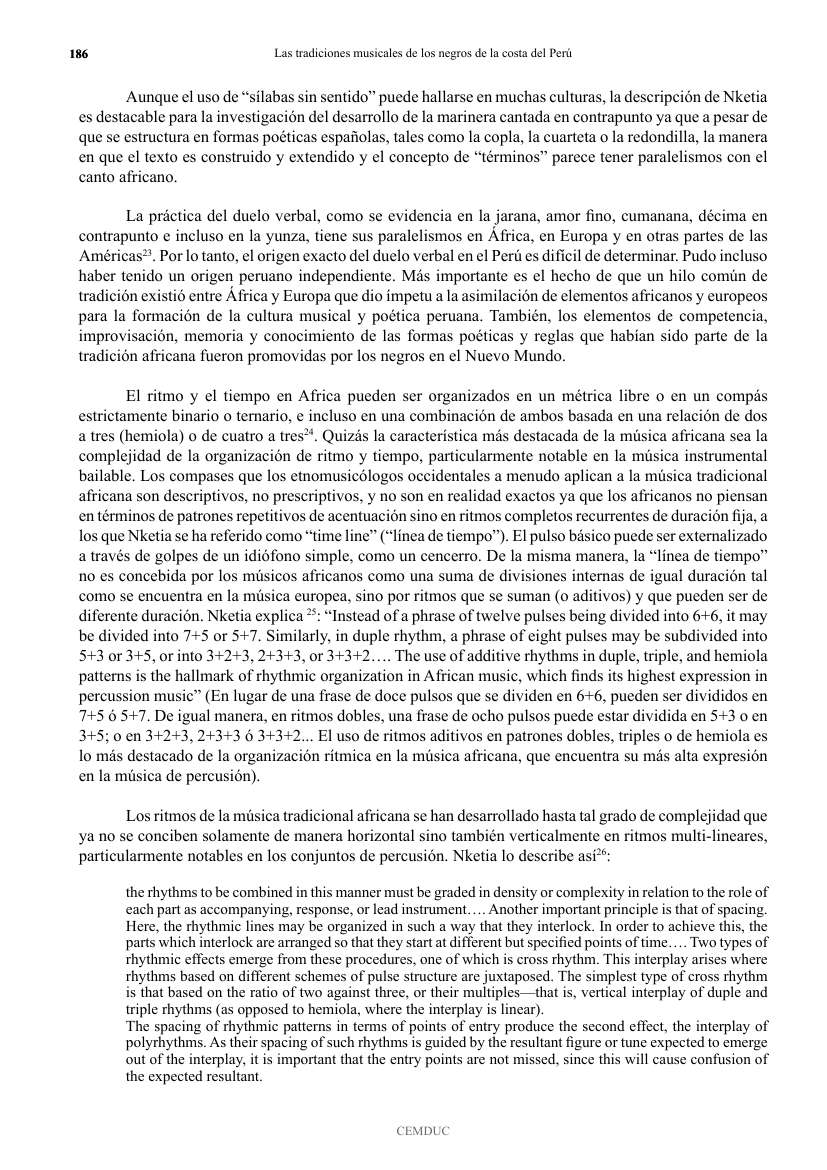 186
Las tradiciones musicales de los negros de la costa del Perú
Aunque el uso de “sílabas sin sentido” puede hallarse en muchas culturas, la descripción de Nketia
es destacable para la investigación del desarrollo de la marinera cantada en contrapunto ya que a pesar de
que se estructura en formas poéticas españolas, tales como la copla, la cuarteta o la redondilla, la manera
en que el texto es construido y extendido y el concepto de “términos” parece tener paralelismos con el
canto africano.
La práctica del duelo verbal, como se evidencia en la jarana, amor fino, cumanana, décima en
contrapunto e incluso en la yunza, tiene sus paralelismos en África, en Europa y en otras partes de las
Américas²³. Por lo tanto, el origen exacto del duelo verbal en el Perú es difícil de determinar. Pudo incluso
haber tenido un origen peruano independiente. Más importante es el hecho de que un hilo común de
tradición existió entre África y Europa que dio ímpetu a la asimilación de elementos africanos y europeos
para la formación de la cultura musical y poética peruana. También, los elementos de competencia,
improvisación, memoria y conocimiento de las formas poéticas y reglas que habían sido parte de la
tradición africana fueron promovidas por los negros en el Nuevo Mundo.
El ritmo y el tiempo en Africa pueden ser organizados en un métrica libre o en un compás
estrictamente binario o ternario, e incluso en una combinación de ambos basada en una relación de dos
a tres (hemiola) o de cuatro a tres²⁴. Quizás la característica más destacada de la música africana sea la
complejidad de la organización de ritmo y tiempo, particularmente notable en la música instrumental
bailable. Los compases que los etnomusicólogos occidentales a menudo aplican a la música tradicional
africana son descriptivos, no prescriptivos, y no son en realidad exactos ya que los africanos no piensan
en términos de patrones repetitivos de acentuación sino en ritmos completos recurrentes de duración fija, a
los que Nketia se ha referido como “time line” (“línea de tiempo”). El pulso básico puede ser externalizado
a través de golpes de un idiófono simple, como un cencerro. De la misma manera, la “línea de tiempo”
no es concebida por los músicos africanos como una suma de divisiones internas de igual duración tal
como se encuentra en la música europea, sino por ritmos que se suman (o aditivos) y que pueden ser de
diferente duración. Nketia explica ²⁵: “Instead of a phrase of twelve pulses being divided into 6+6, it may
be divided into 7+5 or 5+7. Similarly, in duple rhythm, a phrase of eight pulses may be subdivided into
5+3 or 3+5, or into 3+2+3, 2+3+3, or 3+3+2…. The use of additive rhythms in duple, triple, and hemiola
patterns is the hallmark of rhythmic organization in African music, which finds its highest expression in
percussion music” (En lugar de una frase de doce pulsos que se dividen en 6+6, pueden ser divididos en
7+5 ó 5+7. De igual manera, en ritmos dobles, una frase de ocho pulsos puede estar dividida en 5+3 o en
3+5; o en 3+2+3, 2+3+3 ó 3+3+2... El uso de ritmos aditivos en patrones dobles, triples o de hemiola es
lo más destacado de la organización rítmica en la música africana, que encuentra su más alta expresión
en la música de percusión).
Los ritmos de la música tradicional africana se han desarrollado hasta tal grado de complejidad que
ya no se conciben solamente de manera horizontal sino también verticalmente en ritmos multi-lineares,
particularmente notables en los conjuntos de percusión. Nketia lo describe así²⁶:
the rhythms to be combined in this manner must be graded in density or complexity in relation to the role of
each part as accompanying, response, or lead instrument…. Another important principle is that of spacing.
Here, the rhythmic lines may be organized in such a way that they interlock. In order to achieve this, the
parts which interlock are arranged so that they start at different but specified points of time…. Two types of
rhythmic effects emerge from these procedures, one of which is cross rhythm. This interplay arises where
rhythms based on different schemes of pulse structure are juxtaposed. The simplest type of cross rhythm
is that based on the ratio of two against three, or their multiples—that is, vertical interplay of duple and
triple rhythms (as opposed to hemiola, where the interplay is linear).
The spacing of rhythmic patterns in terms of points of entry produce the second effect, the interplay of
polyrhythms. As their spacing of such rhythms is guided by the resultant figure or tune expected to emerge
out of the interplay, it is important that the entry points are not missed, since this will cause confusion of
the expected resultant.
CEMDUC